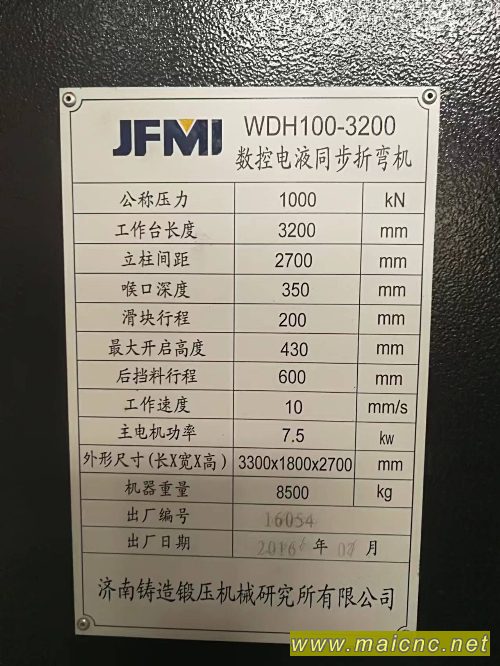 JFMI WDH100-3200
数控电液同步折弯机
公称压力 1000 kN
工作台长度 3200 mm
立柱间距 2700 mm
喉口深度 350 mm
滑块行程 200 mm
最大开启高度 430 mm
后挡料行程 600 mm
工作速度 10 mm/s
主电机功率 7.5 kw
外形尺寸(长X宽X高) 3300x1800x2700 mm
机器重量 8500 kg
出厂编号 16054
出厂日期 年 月
济南铸造锻压机械研究所有限公司
www.maicnc.net